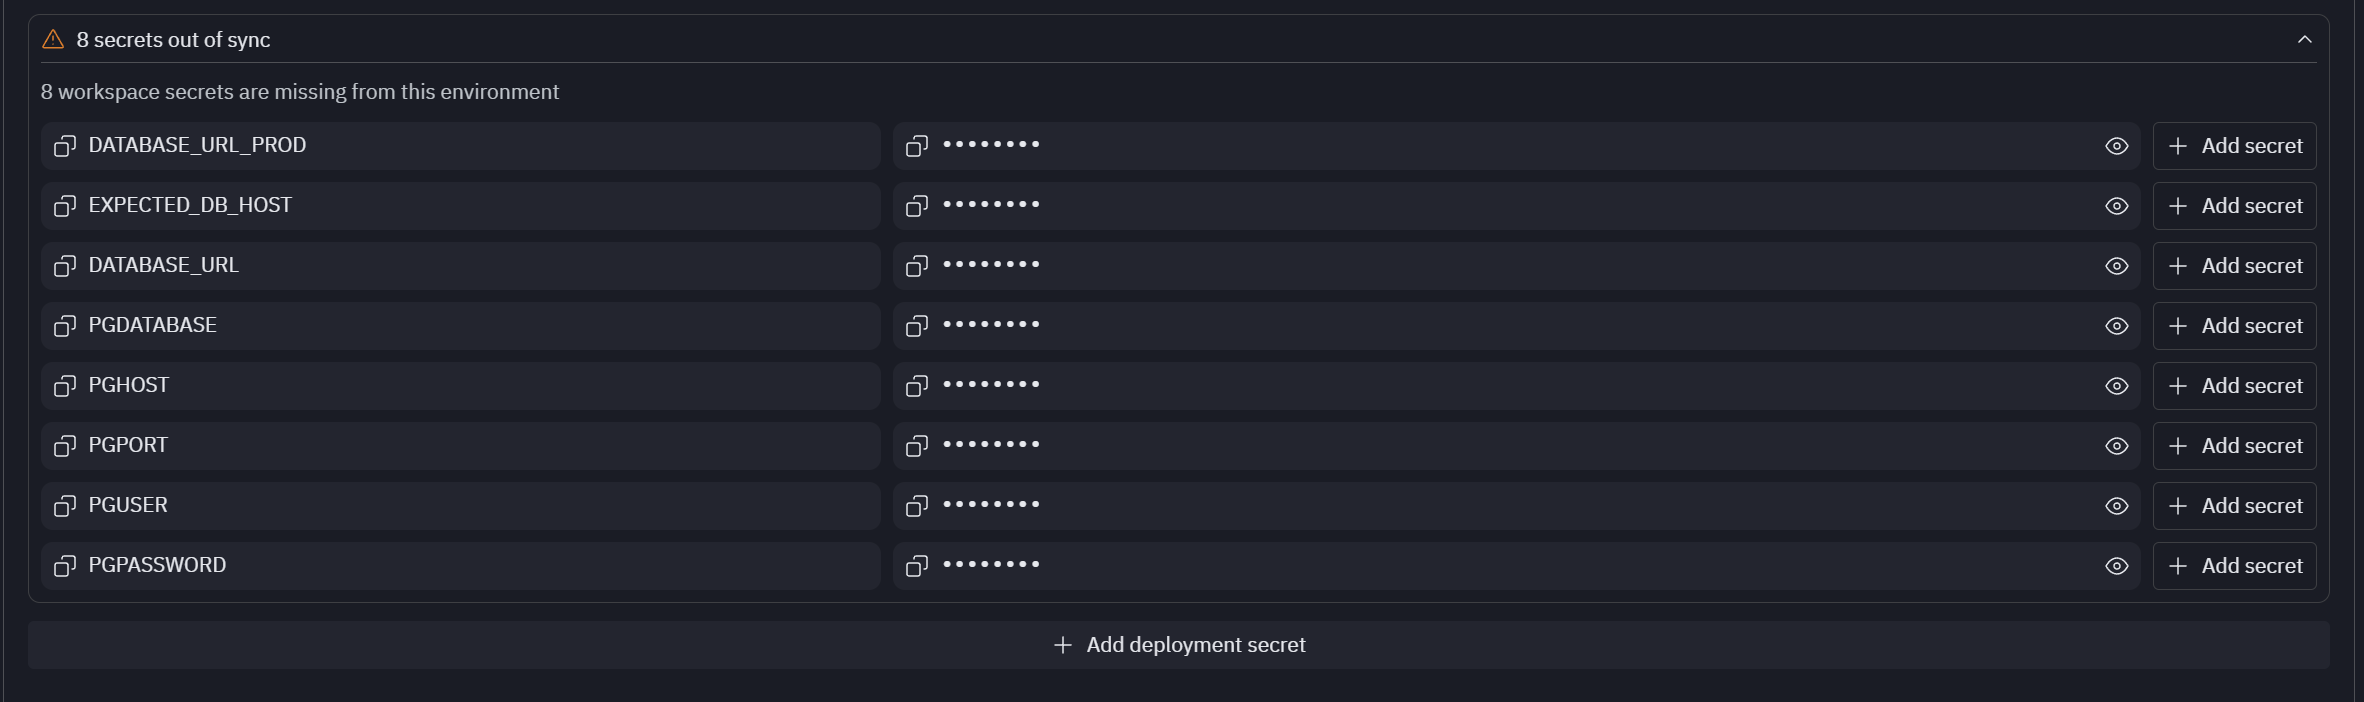 8 secrets out of sync
8 workspace secrets are missing from this environment
DATABASE_URL_PROD •••••••• Add secret
EXPECTED_DB_HOST •••••••• Add secret
DATABASE_URL •••••••• Add secret
PGDATABASE •••••••• Add secret
PGHOST •••••••• Add secret
PGPORT •••••••• Add secret
PGUSER •••••••• Add secret
PGPASSWORD •••••••• Add secret
Add deployment secret